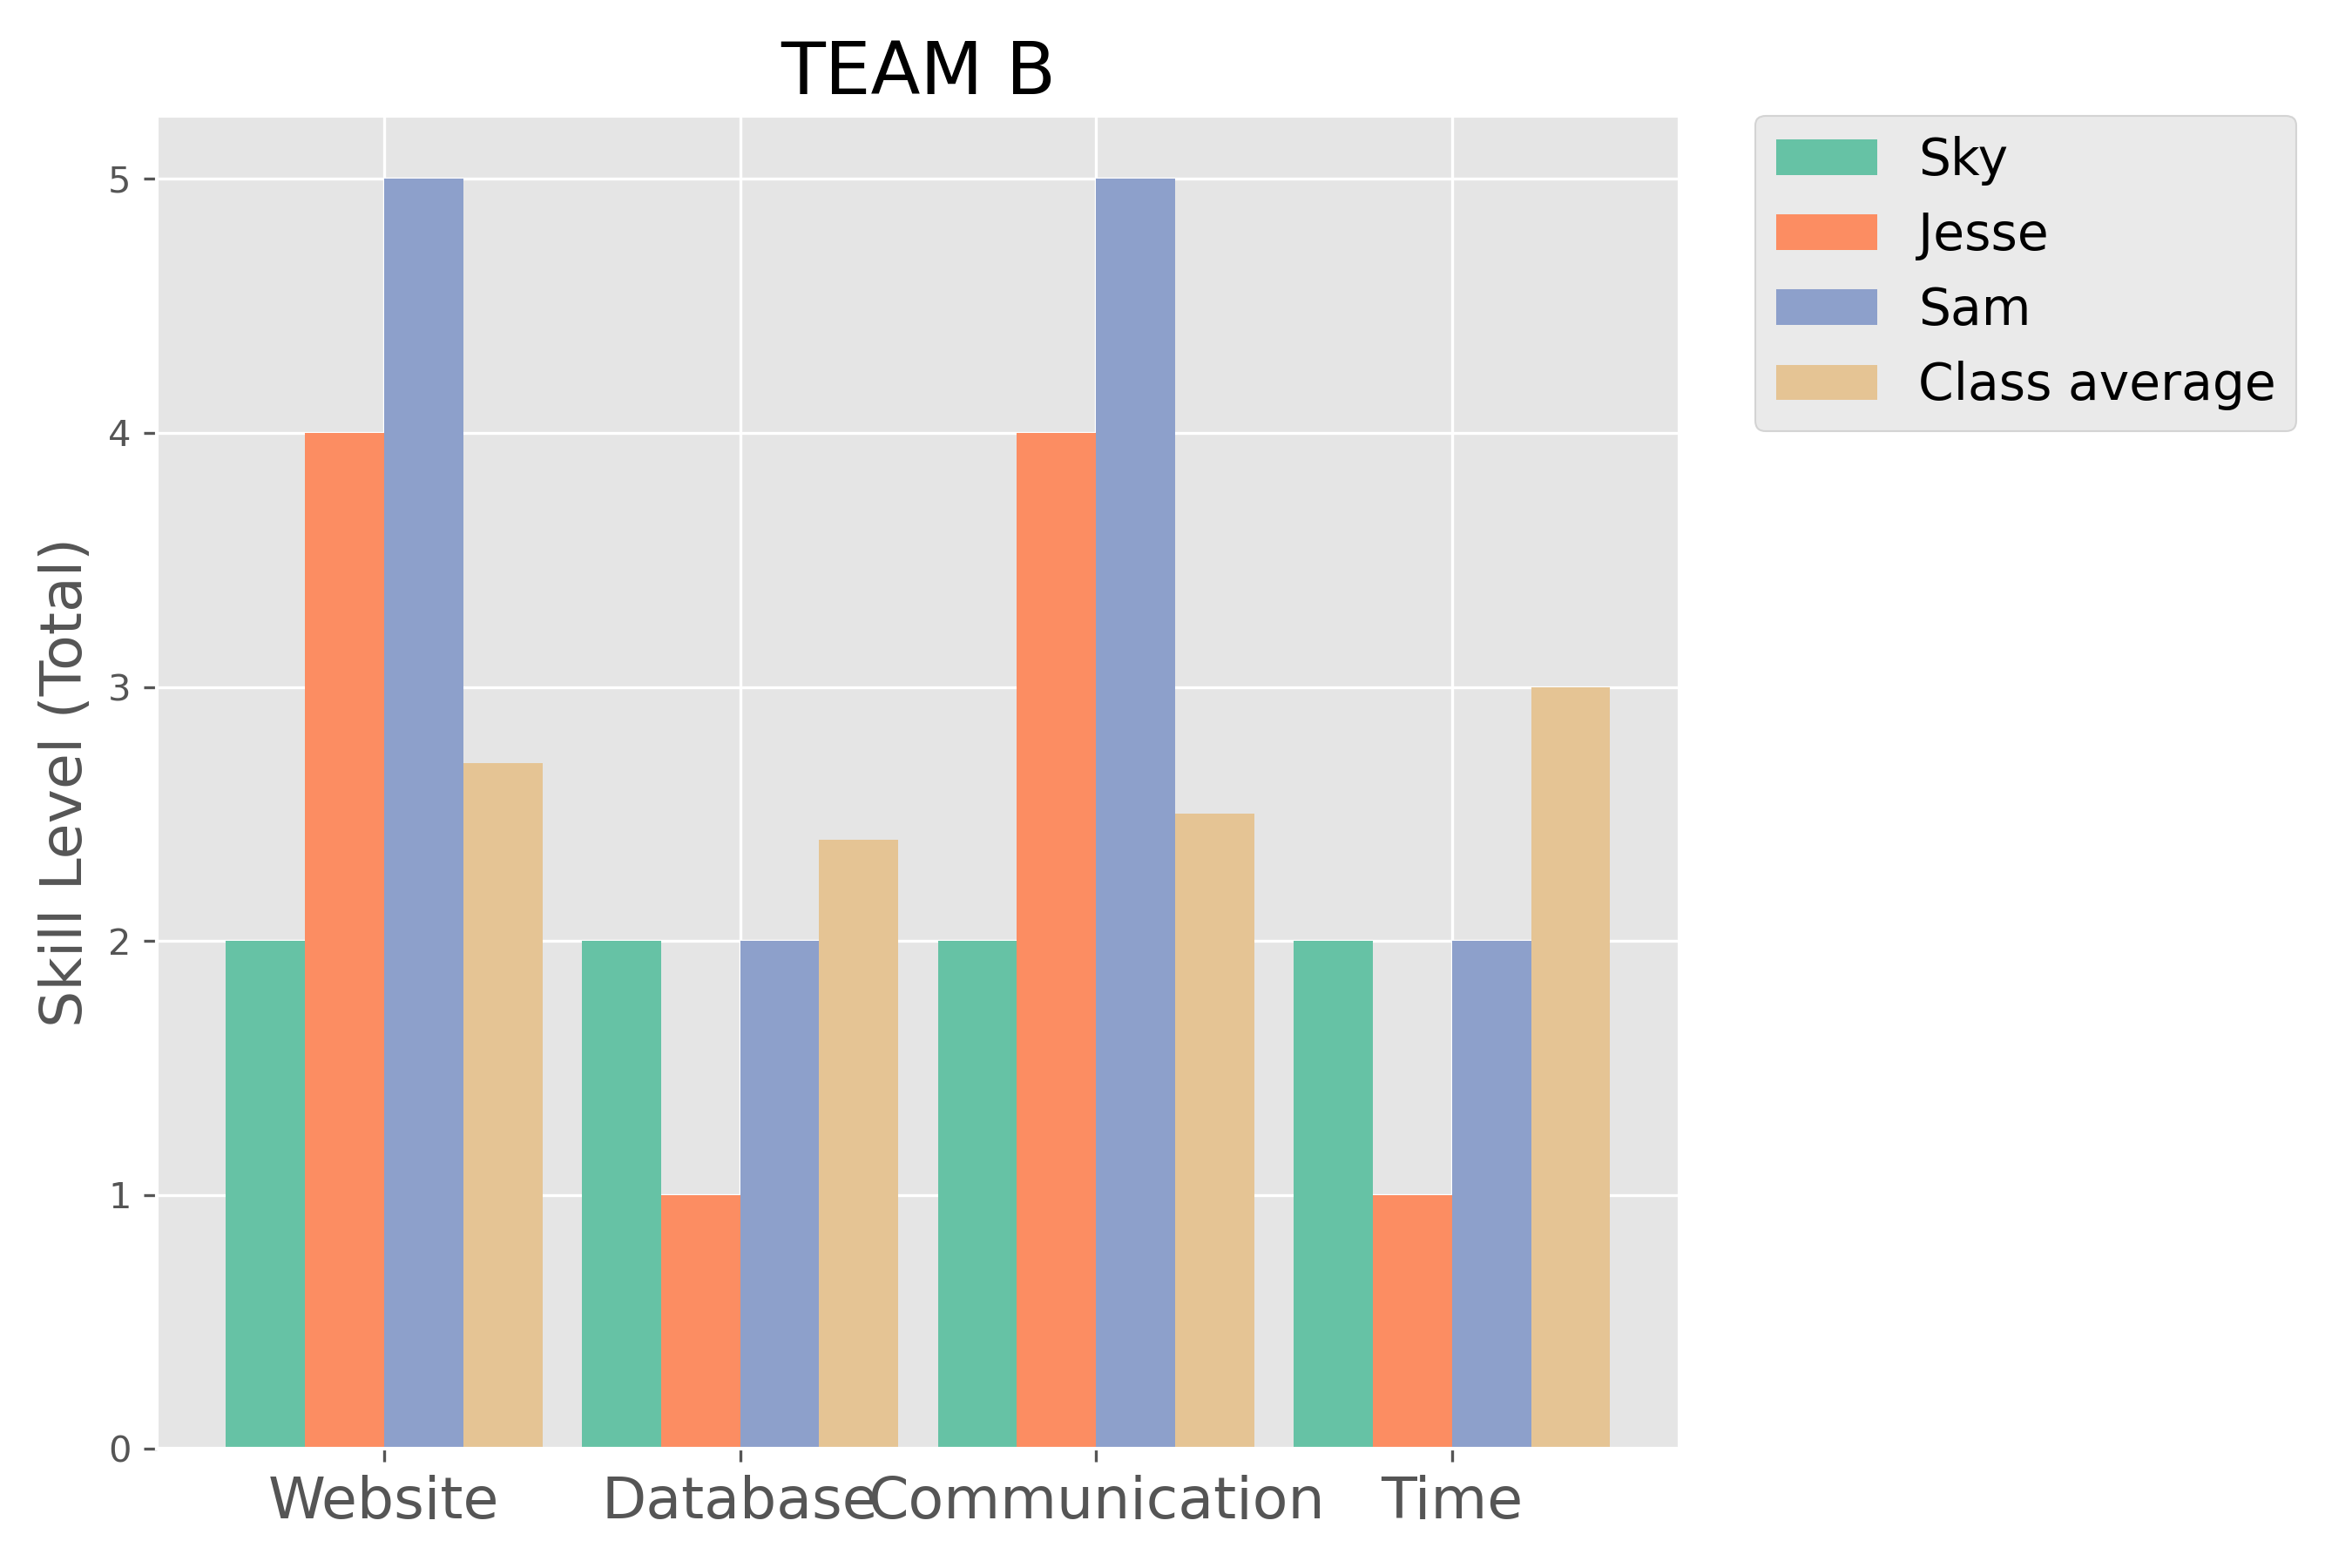 TEAM B
Sky
Jesse
Sam
Class average
Skill Level (Total)
5
4
3
2
1
0
Website
Database
Communication
Time